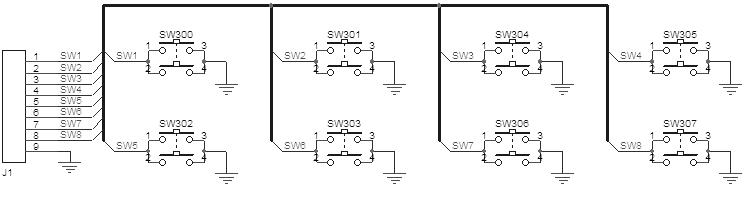 SW300 SW301 SW304 SW305
1 3 1 3 1 3 1 3
1 SW1 SW1 SW2 SW3 SW4
2 SW2 2 4 2 4 2 4 2 4
3 SW3
4 SW4
5 SW5
6 SW6 SW302 SW303 SW306 SW307
7 SW7 1 3 1 3 1 3 1 3
8 SW8 SW5 SW6 SW7 SW8
9 2 4 2 4 2 4 2 4
J1